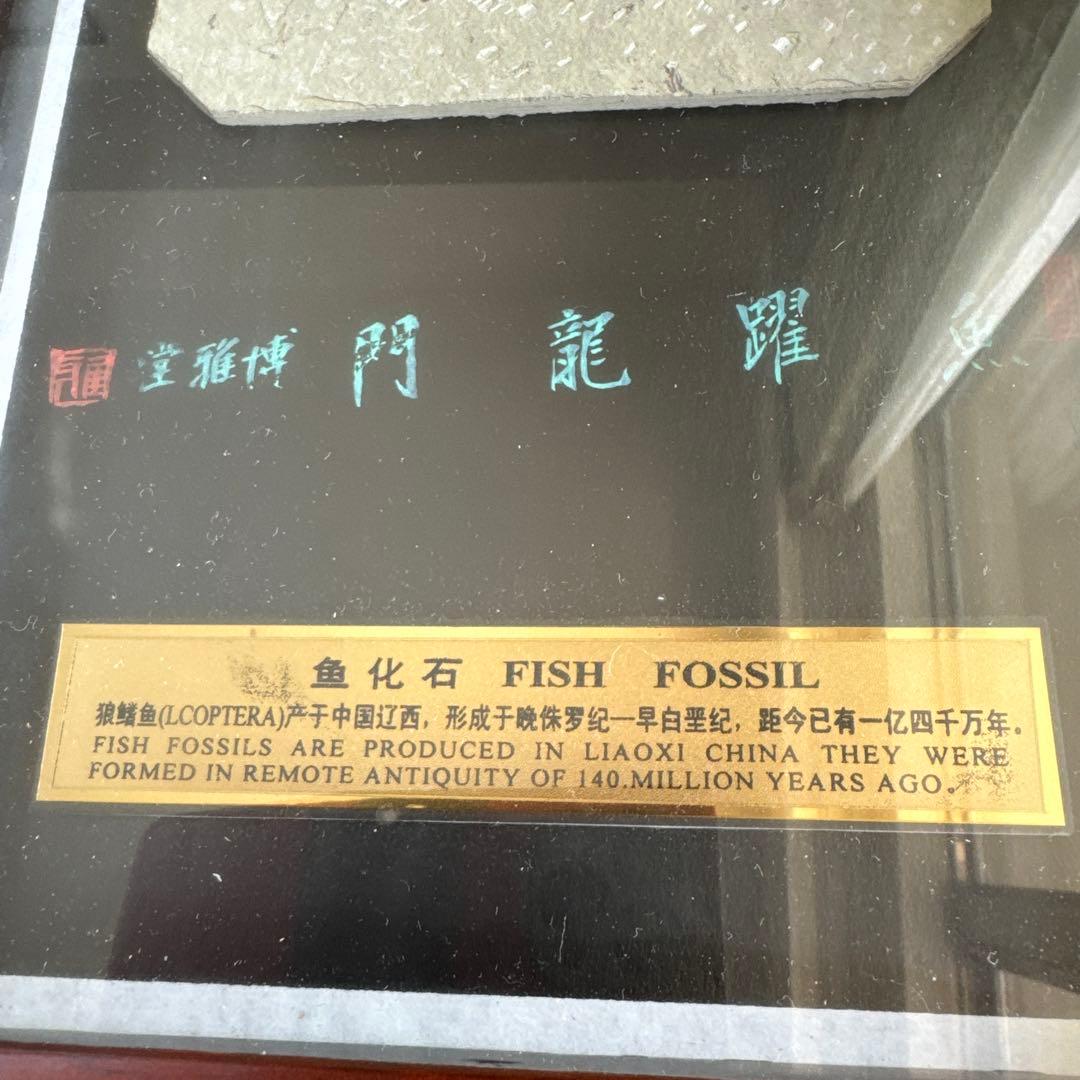 魚躍龍門 博雅堂
鱼化石 FISH FOSSIL
狼鳍鱼(LCOPTERA)产于中国辽西，形成于晚侏罗纪—早白垩纪，距今已有一亿四千万年。
FISH FOSSILS ARE PRODUCED IN LIAOXI CHINA THEY WERE
FORMED IN REMOTE ANTIQUITY OF 140.MILLION YEARS AGO。